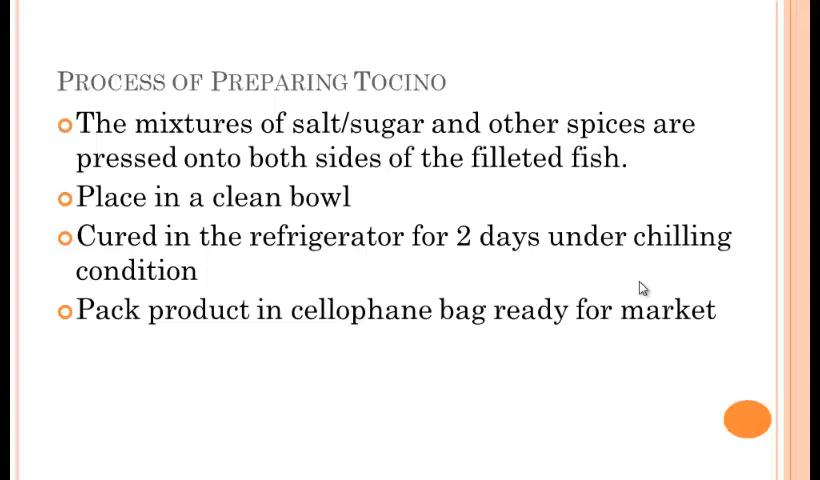 PROCESS OF PREPARING TOCINO
The mixtures of salt/sugar and other spices are
pressed onto both sides of the filleted fish.
Place in a clean bowl
Cured in the refrigerator for 2 days under chilling
condition
Pack product in cellophane bag ready for market